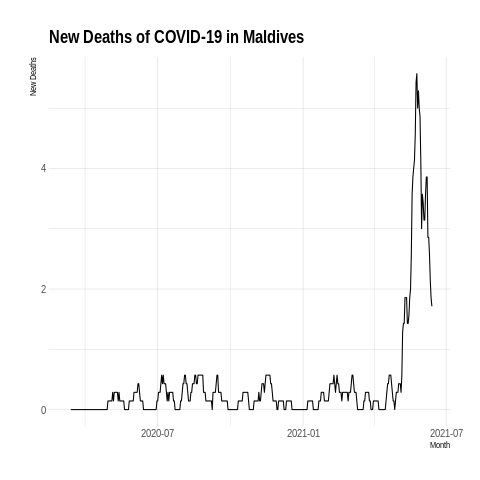 New Deaths of COVID-19 in Maldives
New Deaths
4
2
0
2020-07
2021-01
2021-07
Month